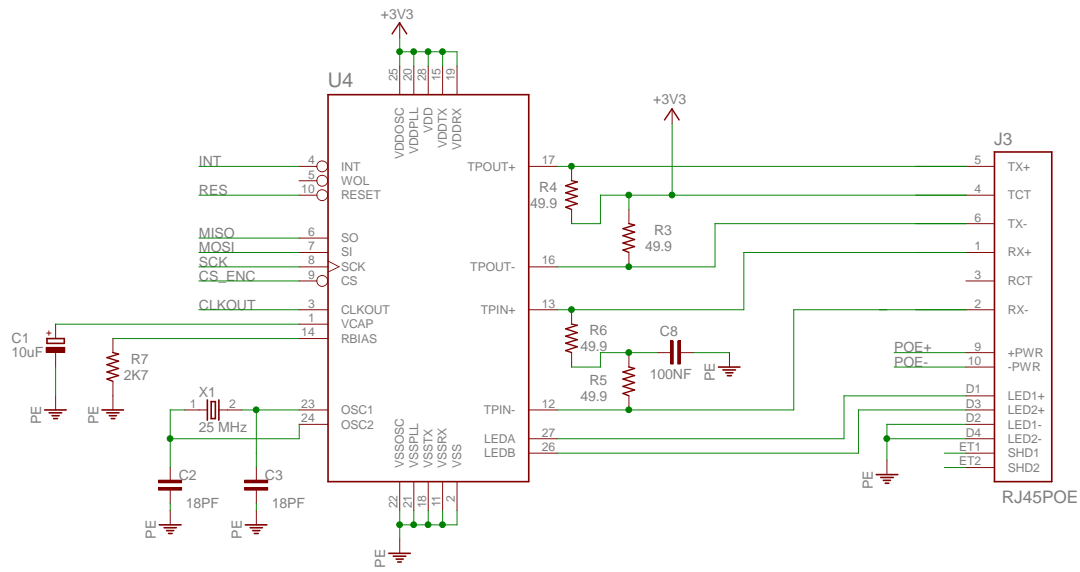 +3V3
U4
25 20 28 15 19
VDDOSC VDDPLL VDD VDDTX VDDRX
INT 4 INT
5 WOL
RES 10 RESET
MISO 6 SO
MOSI 7 SI
SCK 8 SCK
CS_ENC 9 CS
CLKOUT 3 CLKOUT
1 VCAP
14 RBIAS
23 OSC1
24 OSC2
C1
+
10uF
PE
R7
2K7
PE
X1
1 2
25 MHz
C2
18PF
PE
C3
18PF
PE
VSSOSC VSSPLL VSSTX VSSRX VSS
22 21 18 11 2
PE
TPOUT+ 17
TPOUT- 16
TPIN+ 13
TPIN- 12
LEDA 27
LEDB 26
+3V3
R4
49.9
R3
49.9
R6
49.9
R5
49.9
C8
100NF
PE
J3
5 TX+
4 TCT
6 TX-
1 RX+
3 RCT
2 RX-
POE+ 9 +PWR
POE- 10 -PWR
D1 LED1+
D3 LED2+
D2 LED1-
D4 LED2-
ET1 SHD1
ET2 SHD2
PE
RJ45POE